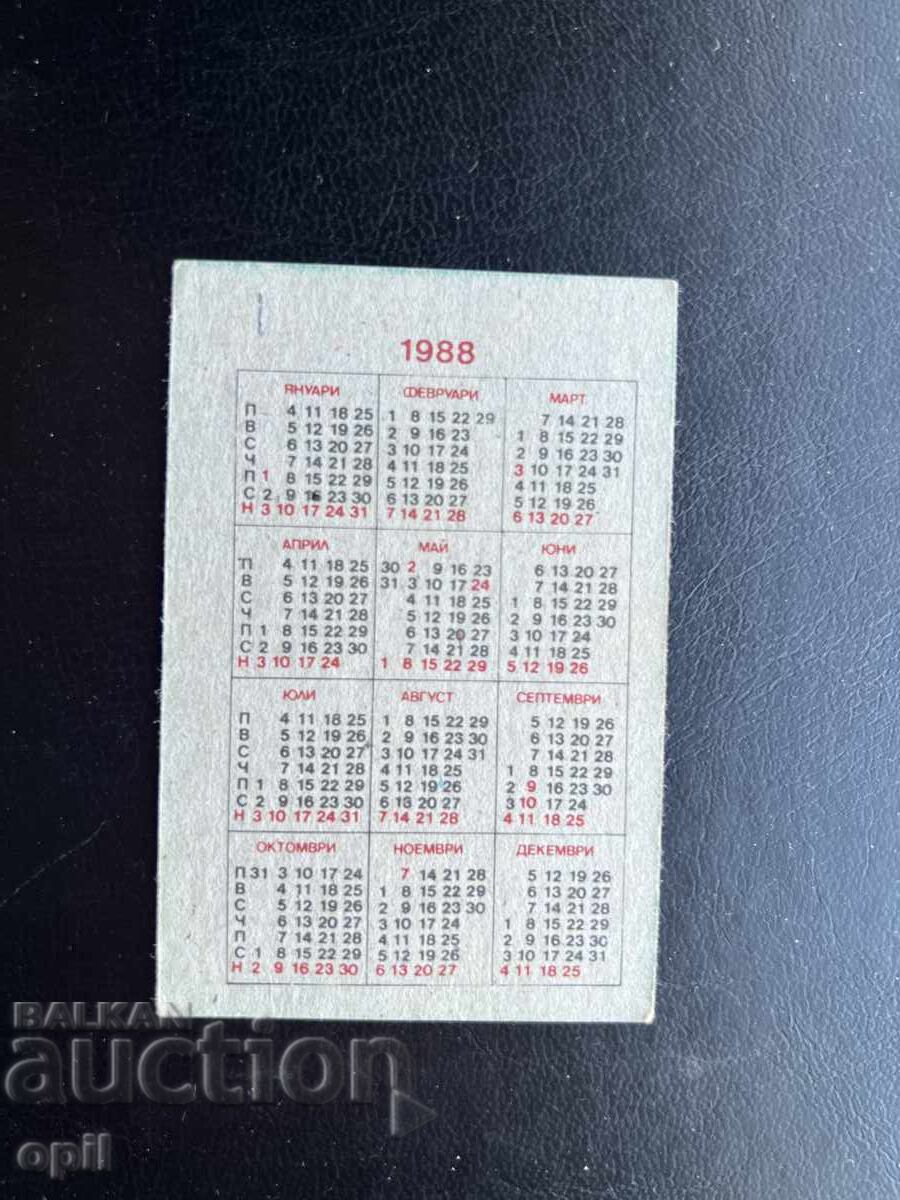 1988
ЯНУАРИ ФЕВРУАРИ МАРТ
П 4 11 18 25 1 8 15 22 29 7 14 21 28
В 5 12 19 26 2 9 16 23 1 8 15 22 29
С 6 13 20 27 3 10 17 24 2 9 16 23 30
Ч 7 14 21 28 4 11 18 25 3 10 17 24 31
П 1 8 15 22 29 5 12 19 26 4 11 18 25
С 2 9 16 23 30 6 13 20 27 5 12 19 26
Н 3 10 17 24 31 7 14 21 28 6 13 20 27
АПРИЛ МАЙ ЮНИ
П 4 11 18 25 30 2 9 16 23 6 13 20 27
В 5 12 19 26 31 3 10 17 24 7 14 21 28
С 6 13 20 27 4 11 18 25 1 8 15 22 29
Ч 7 14 21 28 5 12 19 26 2 9 16 23 30
П 1 8 15 22 29 6 13 20 27 3 10 17 24
С 2 9 16 23 30 7 14 21 28 4 11 18 25
Н 3 10 17 24 1 8 15 22 29 5 12 19 26
ЮЛИ АВГУСТ СЕПТЕМВРИ
П 4 11 18 25 1 8 15 22 29 5 12 19 26
В 5 12 19 26 2 9 16 23 30 6 13 20 27
С 6 13 20 27 3 10 17 24 31 7 14 21 28
Ч 7 14 21 28 4 11 18 25 1 8 15 22 29
П 1 8 15 22 29 5 12 19 26 2 9 16 23 30
С 2 9 16 23 30 6 13 20 27 3 10 17 24
Н 3 10 17 24 31 7 14 21 28 4 11 18 25
ОКТОМВРИ НОЕМВРИ ДЕКЕМВРИ
П 31 3 10 17 24 7 14 21 28 5 12 19 26
В 4 11 18 25 1 8 15 22 29 6 13 20 27
С 5 12 19 26 2 9 16 23 30 7 14 21 28
Ч 6 13 20 27 3 10 17 24 1 8 15 22 29
П 7 14 21 28 4 11 18 25 2 9 16 23 30
С 1 8 15 22 29 5 12 19 26 3 10 17 24 31
Н 2 9 16 23 30 6 13 20 27 4 11 18 25
BALKAN
auction
opil